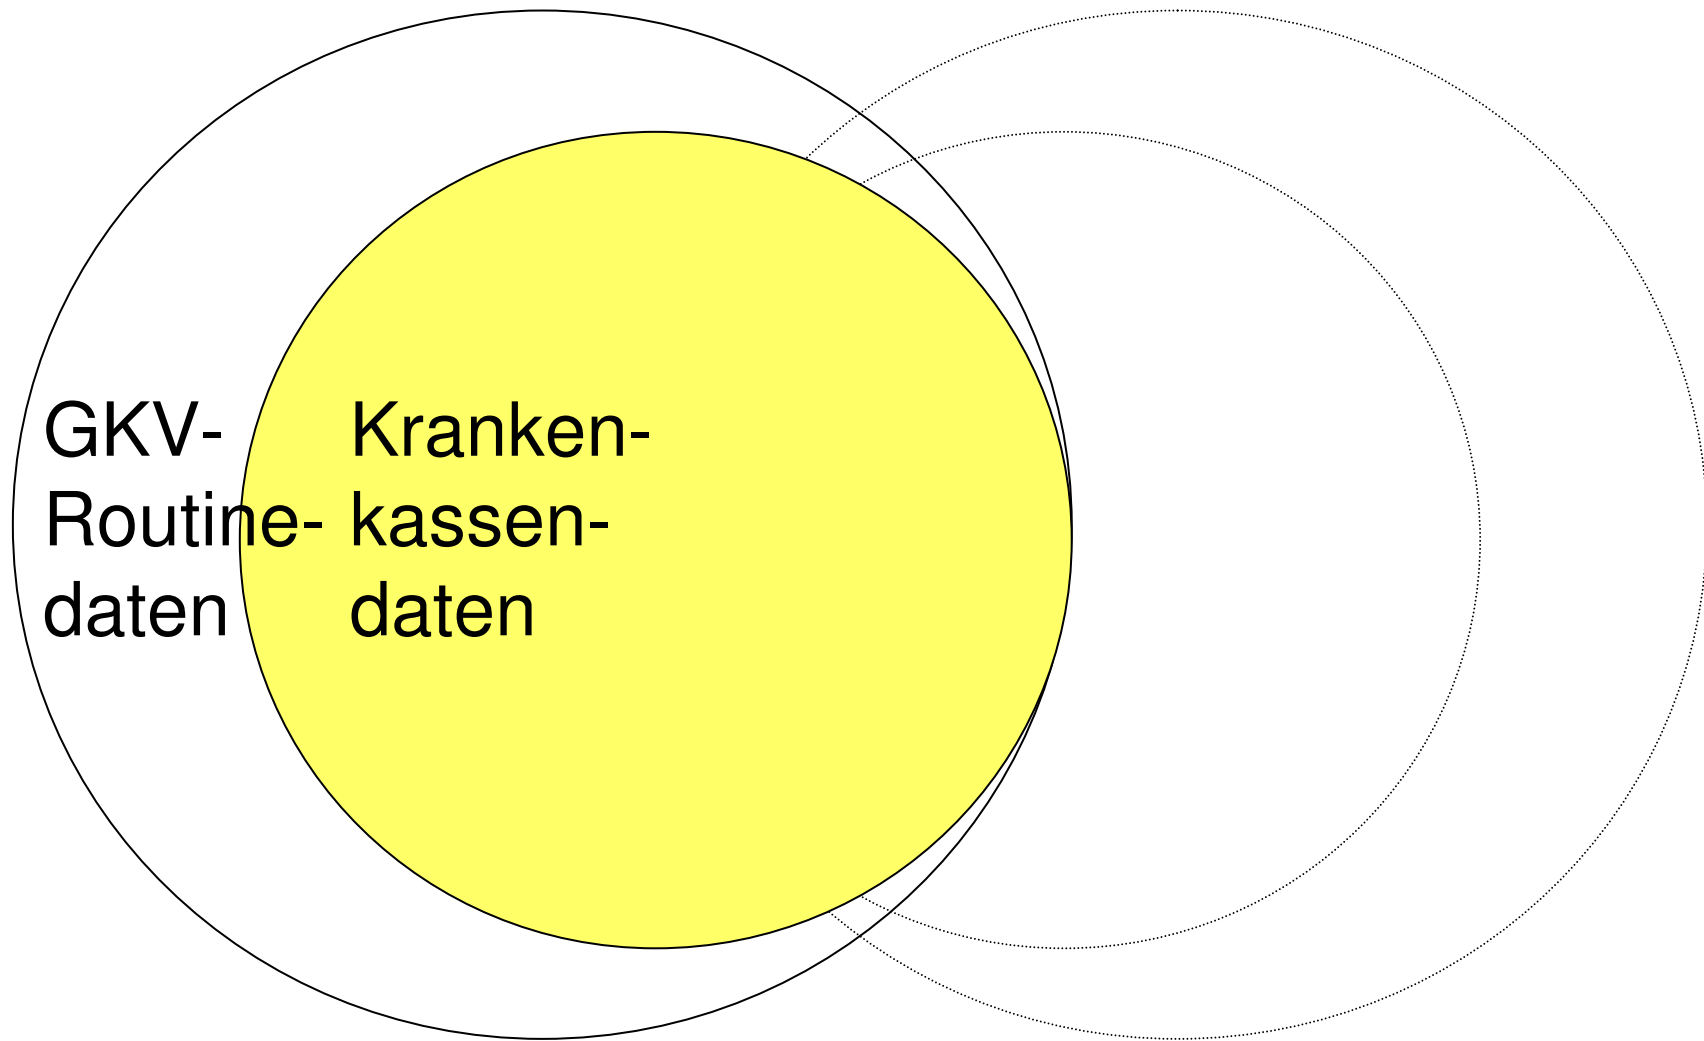 GKV-
Routine-
daten
Kranken-
kassen-
daten